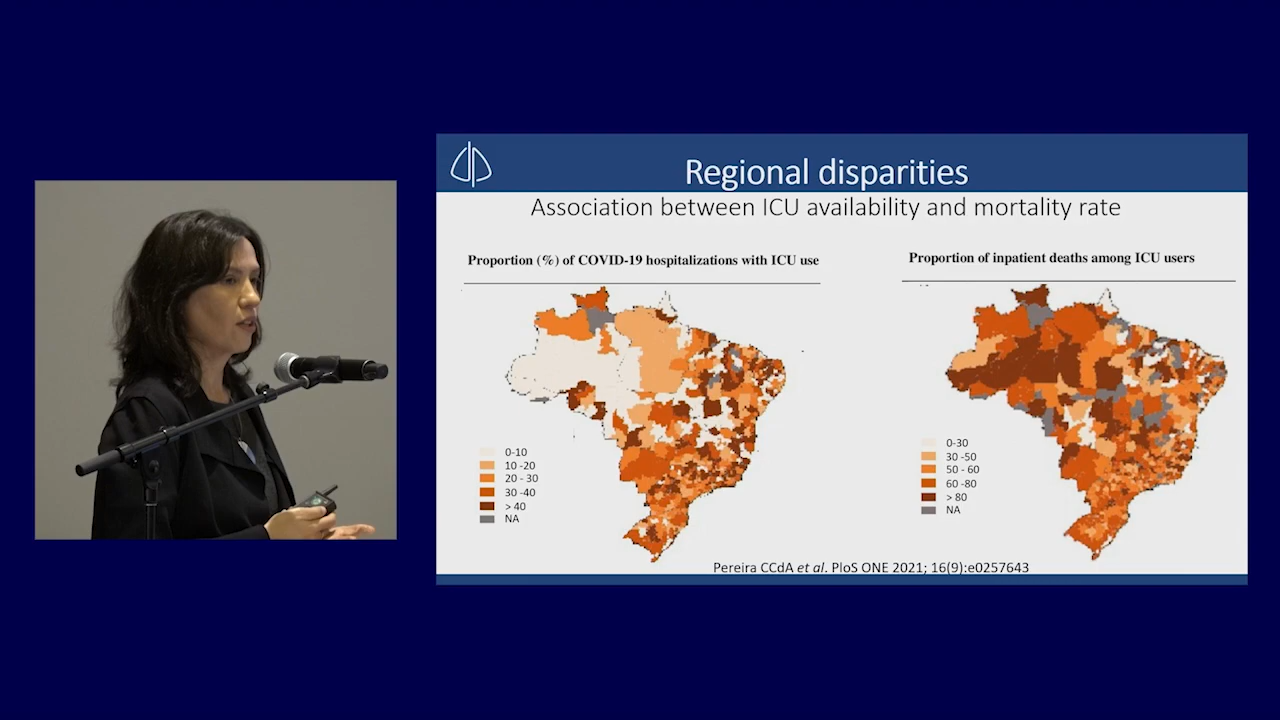 Regional disparities
Association between ICU availability and mortality rate
Proportion (%) of COVID-19 hospitalizations with ICU use
0-10
10 -20
20 - 30
30 -40
> 40
NA
Proportion of inpatient deaths among ICU users
0-30
30 -50
50 - 60
60 -80
> 80
NA
Pereira CCdA et al. PloS ONE 2021; 16(9):e0257643